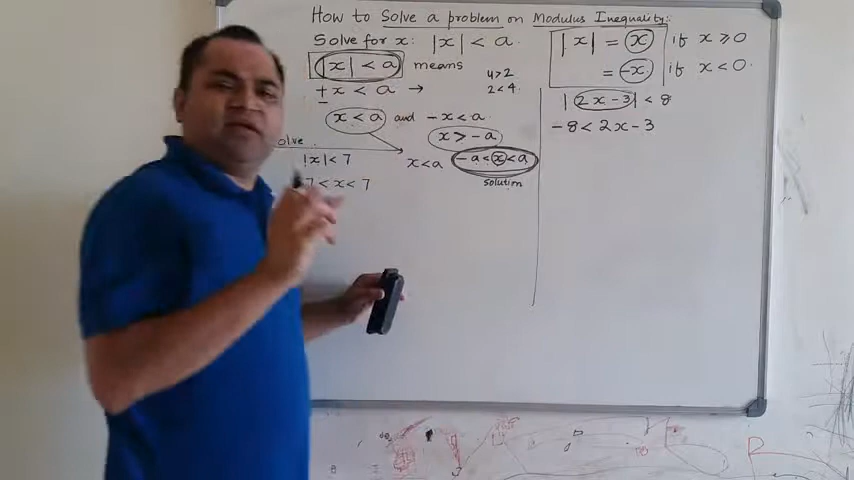 How to Solve a problem on Modulus Inequality:
Solve for x: |x| < a.
|x| < a means
± x < a →
4>2
2<4.
x < a and -x < a.
x > -a
olve.
|x| < 7
x<a
-a < x < a
solution
7 < x < 7
|x| = x if x ≥ 0
= -x if x < 0.
|2x-3| < 8
-8 < 2x-3